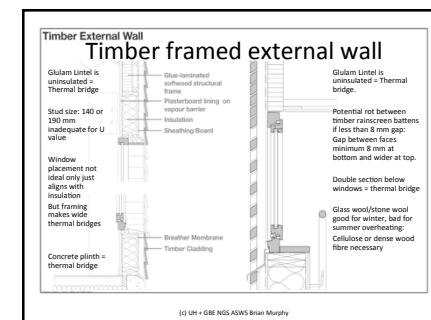 Timber External Wall
Timber framed external wall
Glulam Lintel is
uninsulated =
Thermal bridge
Stud size: 140 or
190 mm
inadequate for U
value
Window
placement not
ideal only just
aligns with
insulation
But framing
makes wide
thermal bridges
Concrete plinth =
thermal bridge
Glue-laminated
softwood structural
frame
Plasterboard lining on
vapour barrier
Insulation
Sheathing Board
Breather Membrane
Timber Cladding
Glulam Lintel is
uninsulated = Thermal
bridge.
Potential rot between
timber rainscreen battens
if less than 8 mm gap:
Gap between faces
minimum 8 mm at
bottom and wider at top.
Double section below
windows = thermal bridge
Glass wool/stone wool
good for winter, bad for
summer overheating:
Cellulose or dense wood
fibre necessary
(c) UH + GBE NGS ASWS Brian Murphy